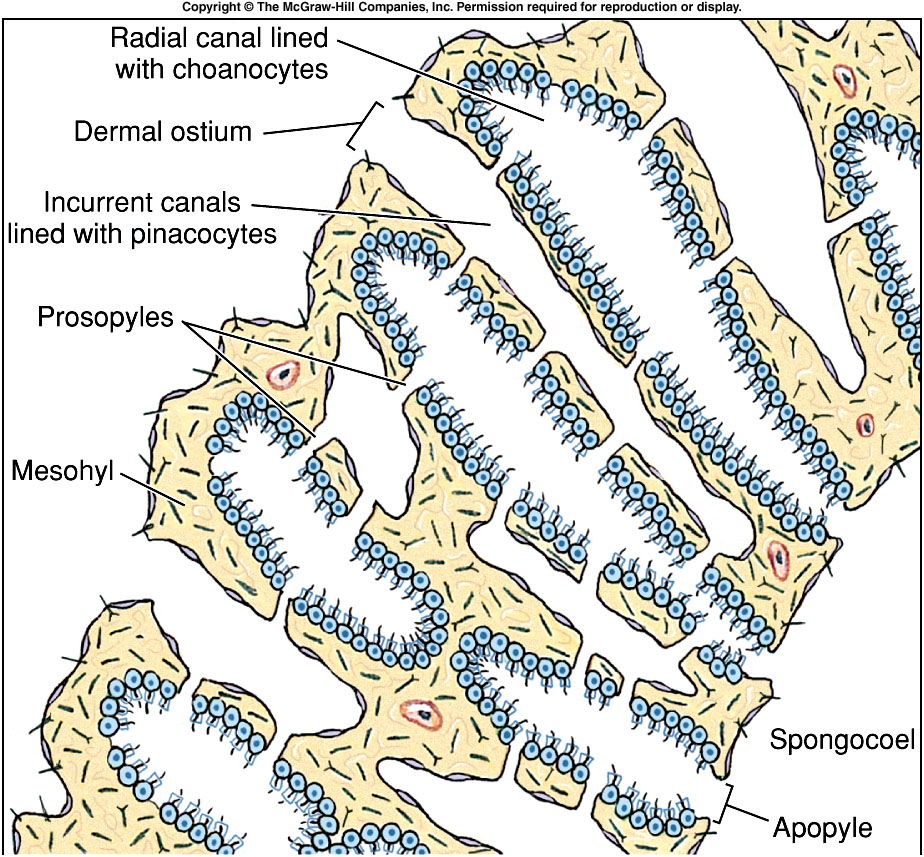 Copyright © The McGraw-Hill Companies, Inc. Permission required for reproduction or display.
Radial canal lined
with choanocytes
Dermal ostium
Incurrent canals
lined with pinacocytes
Prosopyles
Mesohyl
Spongocoel
Apopyle